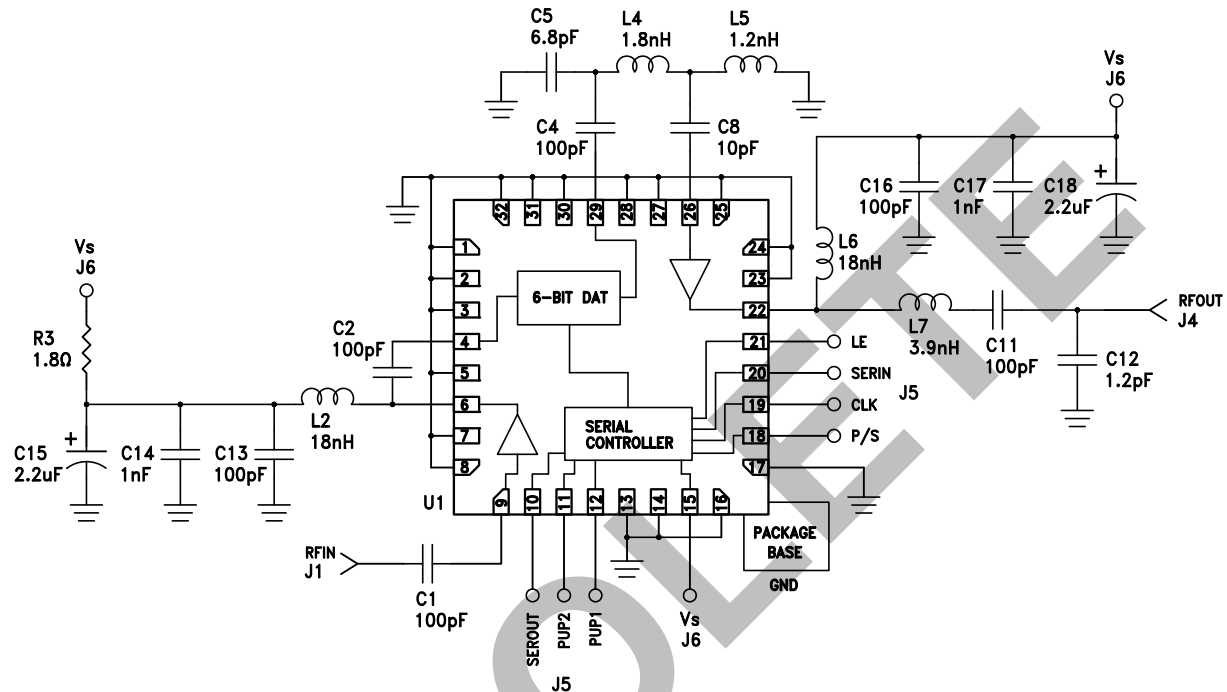 C5
6.8pF
L4
1.8nH
L5
1.2nH
Vs
J6
C4
100pF
C8
10pF
C16
100pF
C17
1nF
C18
2.2uF
+
32
31
30
29
28
27
26
25
1
2
3
4
5
6
7
8
24
23
22
21
20
19
18
17
9
10
11
12
13
14
15
16
6-BIT DAT
SERIAL
CONTROLLER
U1
L6
18nH
L7
3.9nH
C11
100pF
C12
1.2pF
RFOUT
J4
LE
SERIN
CLK
P/S
J5
Vs
J6
R3
1.8Ω
C2
100pF
L2
18nH
C15
2.2uF
+
C14
1nF
C13
100pF
RFIN
J1
C1
100pF
SEROUT
PUP2
PUP1
J5
Vs
J6
PACKAGE
BASE
GND
OLETE